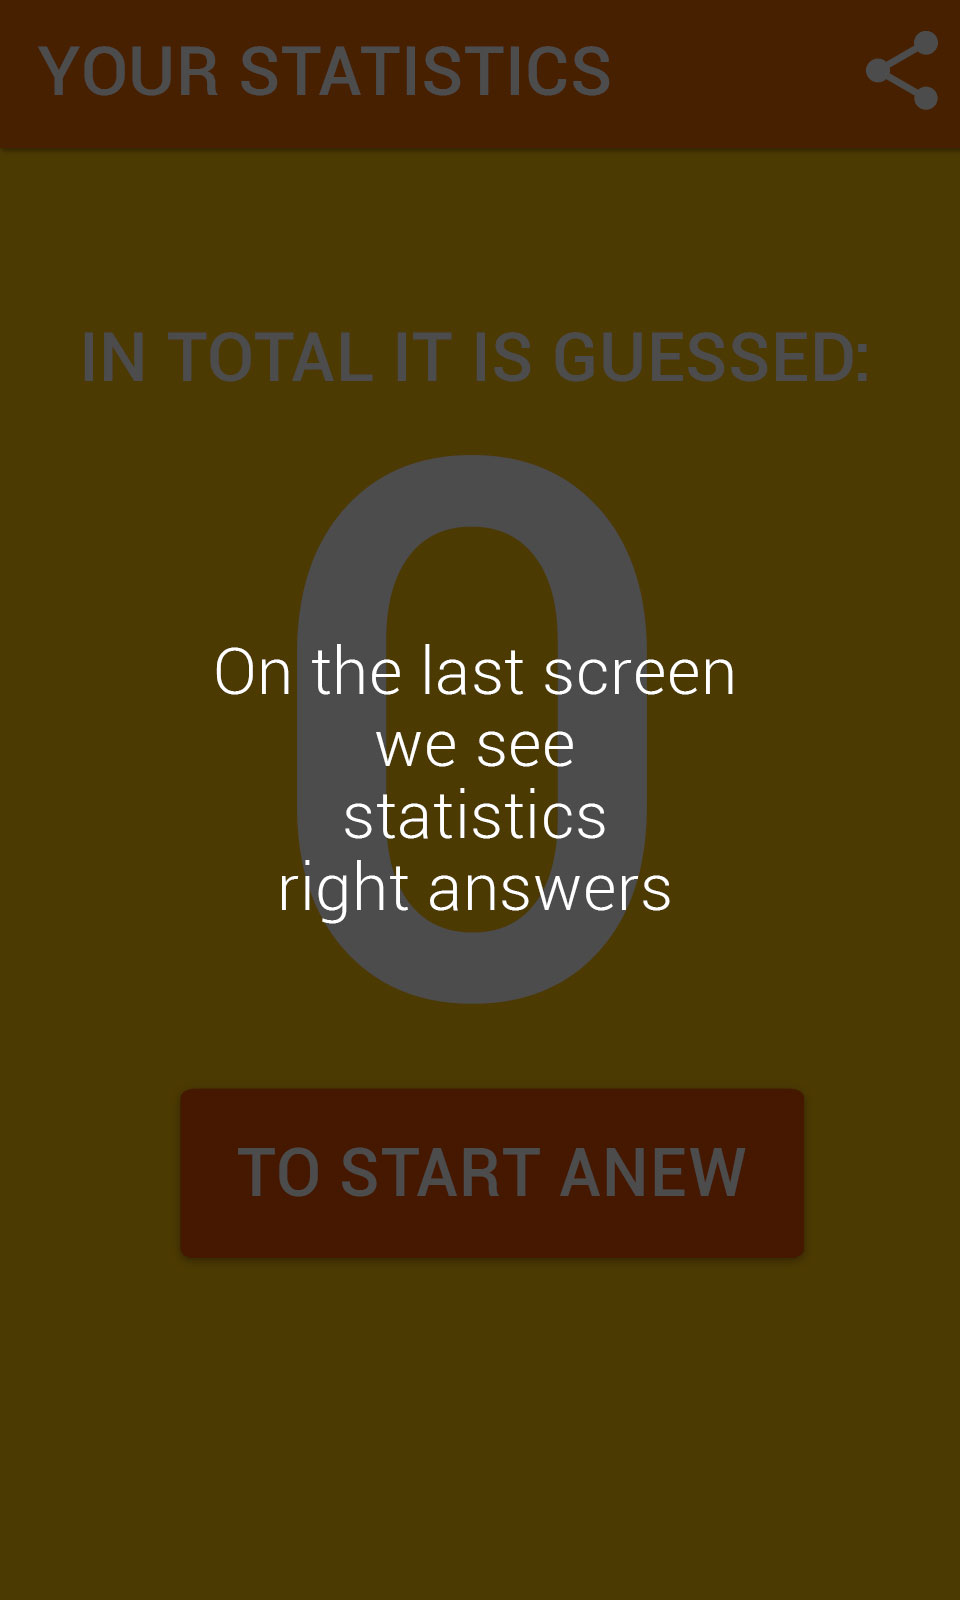 YOUR STATISTICS
IN TOTAL IT IS GUESSED:
0
On the last screen
we see
statistics
right answers
TO START ANEW